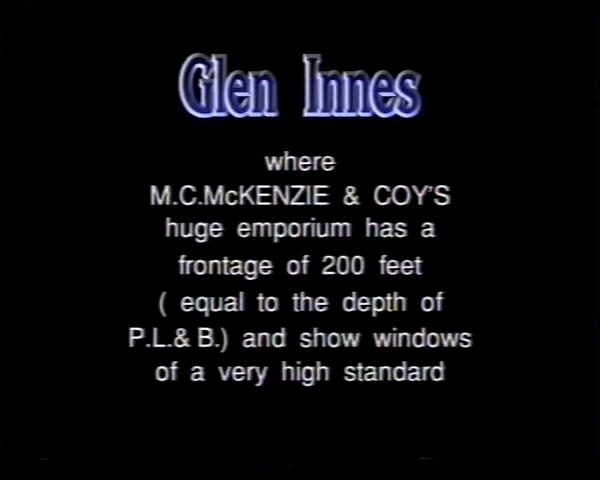 Glen Innes
where
M.C.McKENZIE & COY'S
huge emporium has a
frontage of 200 feet
( equal to the depth of
P.L.& B.) and show windows
of a very high standard